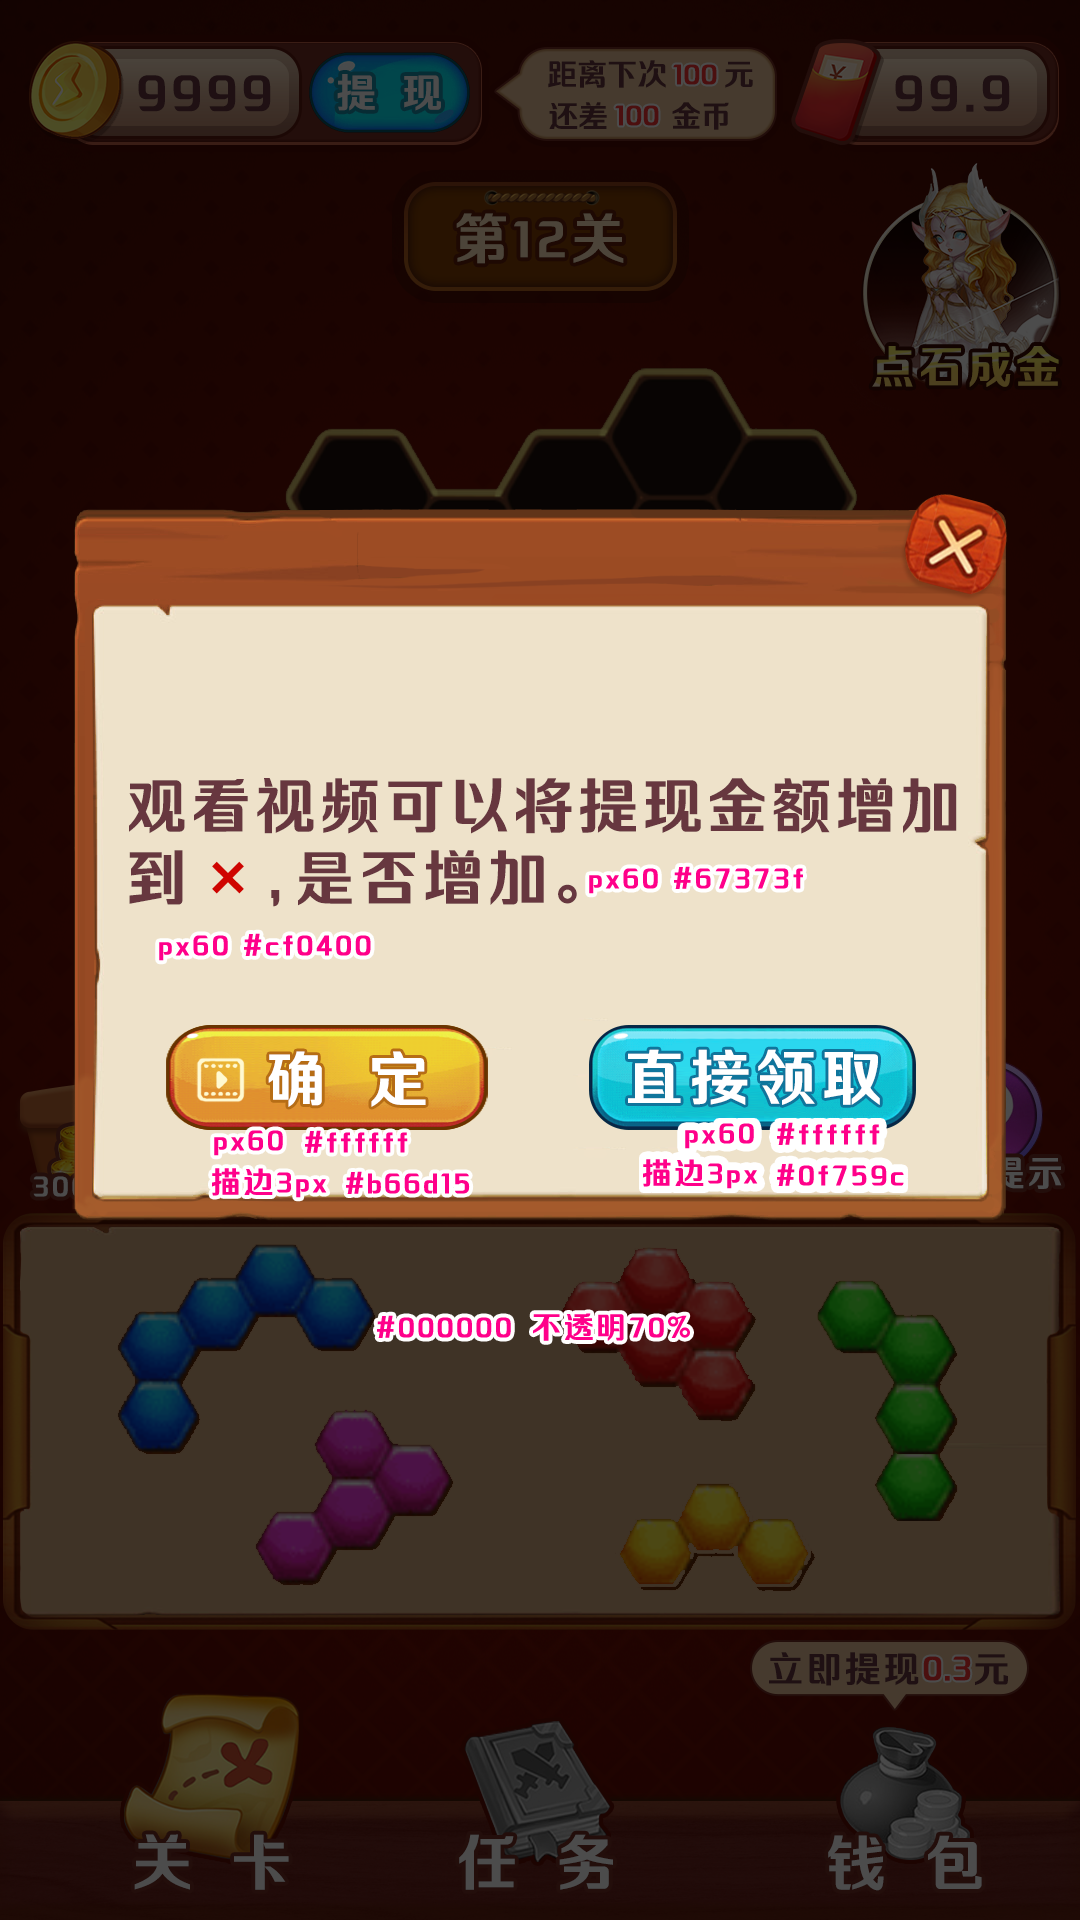 9999
提 现
距离下次100元
还差100 金币
99.9
第12关
点石成金
观看视频可以将提现金额增加
到 × ,是否增加。
px60 #67373f
px60 #cf0400
确 定
直接领取
px60 #ffffff
描边3px #b66d15
px60 #ffffff
描边3px #0f759c
提示
#000000 不透明70%
立即提现0.3元
关 卡
任 务
钱 包